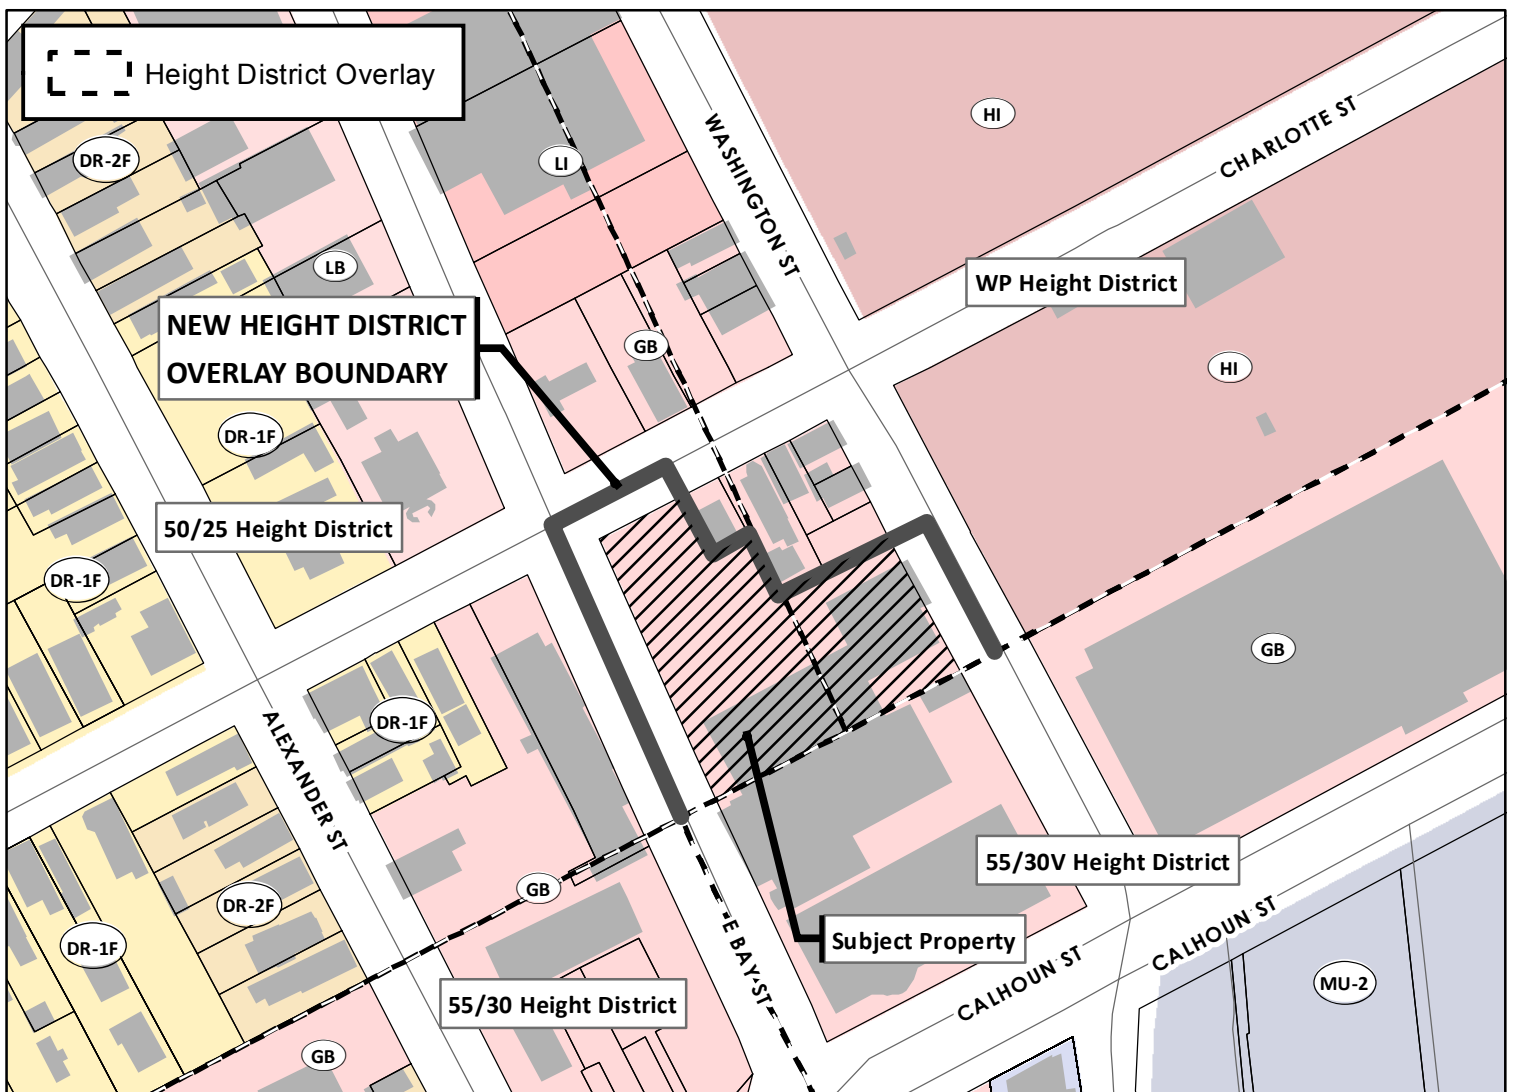 Height District Overlay
HI
WASHINGTON ST
CHARLOTTE ST
DR-2F
LI
LB
WP Height District
NEW HEIGHT DISTRICT
OVERLAY BOUNDARY
GB
HI
DR-1F
50/25 Height District
DR-1F
GB
DR-1F
ALEXANDER ST
55/30V Height District
GB
DR-2F
DR-1F
E BAY ST
Subject Property
CALHOUN ST
CALHOUN ST
MU-2
55/30 Height District
GB